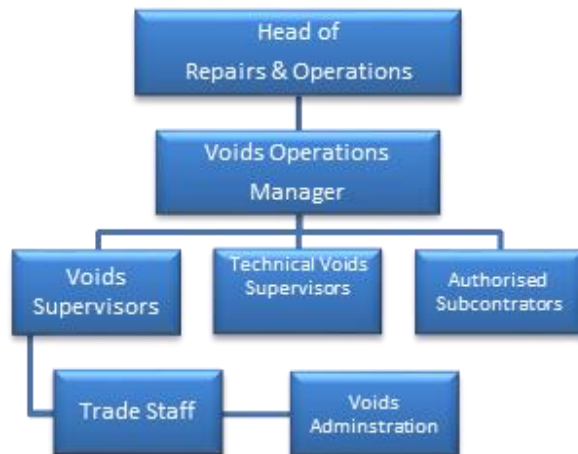 Head of
Repairs & Operations
Voids Operations
Manager
Voids
Supervisors
Technical Voids
Supervisors
Authorised
Subcontrators
Trade Staff
Voids
Adminstration